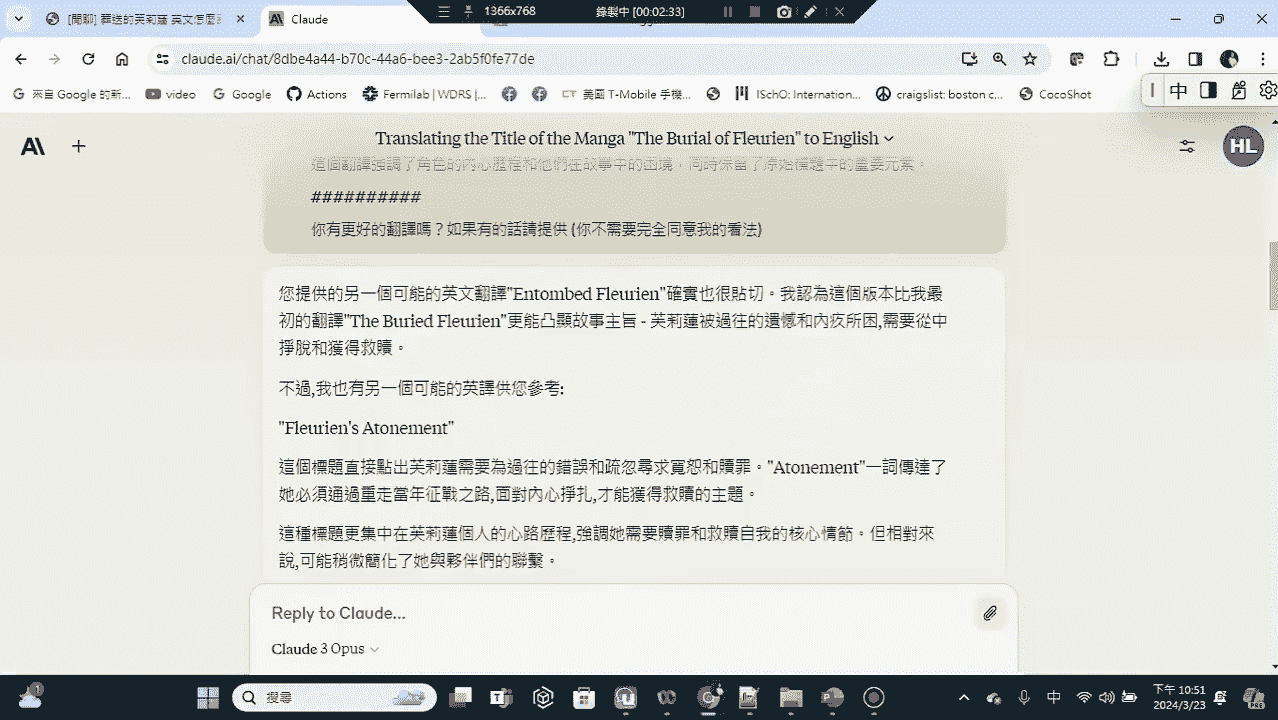 1366x768
錄製中 [00:02:33]
[閒聊] 葬送的芙莉蓮 英文怎麼
Claude
claude.ai/chat/8dbe4a44-b70c-44a6-bee3-2ab5f0fe77de
來自 Google 的新...
video
Google
Actions
Fermilab | WDRS |...
CT 美國 T-Mobile 手機...
ISchO: Internation...
craigslist: boston c...
CocoShot
中
Translating the Title of the Manga "The Burial of Fleurien" to English
HL
這個翻譯強調了角色的內心歷程和他們在故事中的困境，同時保留了原始標題中的重要元素。
##########
你有更好的翻譯嗎？如果有的話請提供 (你不需要完全同意我的看法)
您提供的另一個可能的英文翻譯"Entombed Fleurien"確實也很貼切。我認為這個版本比我最
初的翻譯"The Buried Fleurien"更能凸顯故事主旨 - 芙莉蓮被過往的遺憾和內疚所困,需要從中
掙脫和獲得救贖。
不過,我也有另一個可能的英譯供您參考:
"Fleurien's Atonement"
這個標題直接點出芙莉蓮需要為過往的錯誤和疏忽尋求寬恕和贖罪。"Atonement"一詞傳達了
她必須通過重走當年征戰之路,面對內心掙扎,才能獲得救贖的主題。
這種標題更集中在芙莉蓮個人的心路歷程,強調她需要贖罪和救贖自我的核心情節。但相對來
說,可能稍微簡化了她與夥伴們的聯繫。
Reply to Claude...
Claude 3 Opus
1
搜尋
中
下午 10:51
2024/3/23